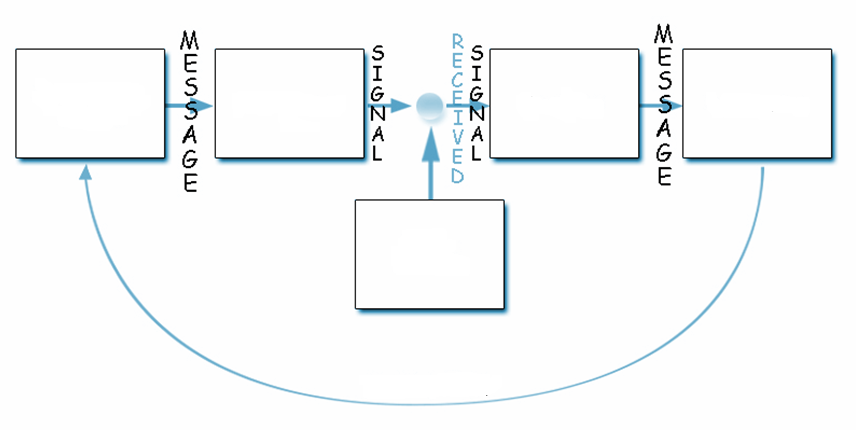 MESSAGE
SIGNAL
RECEIVED
SIGNAL
MESSAGE